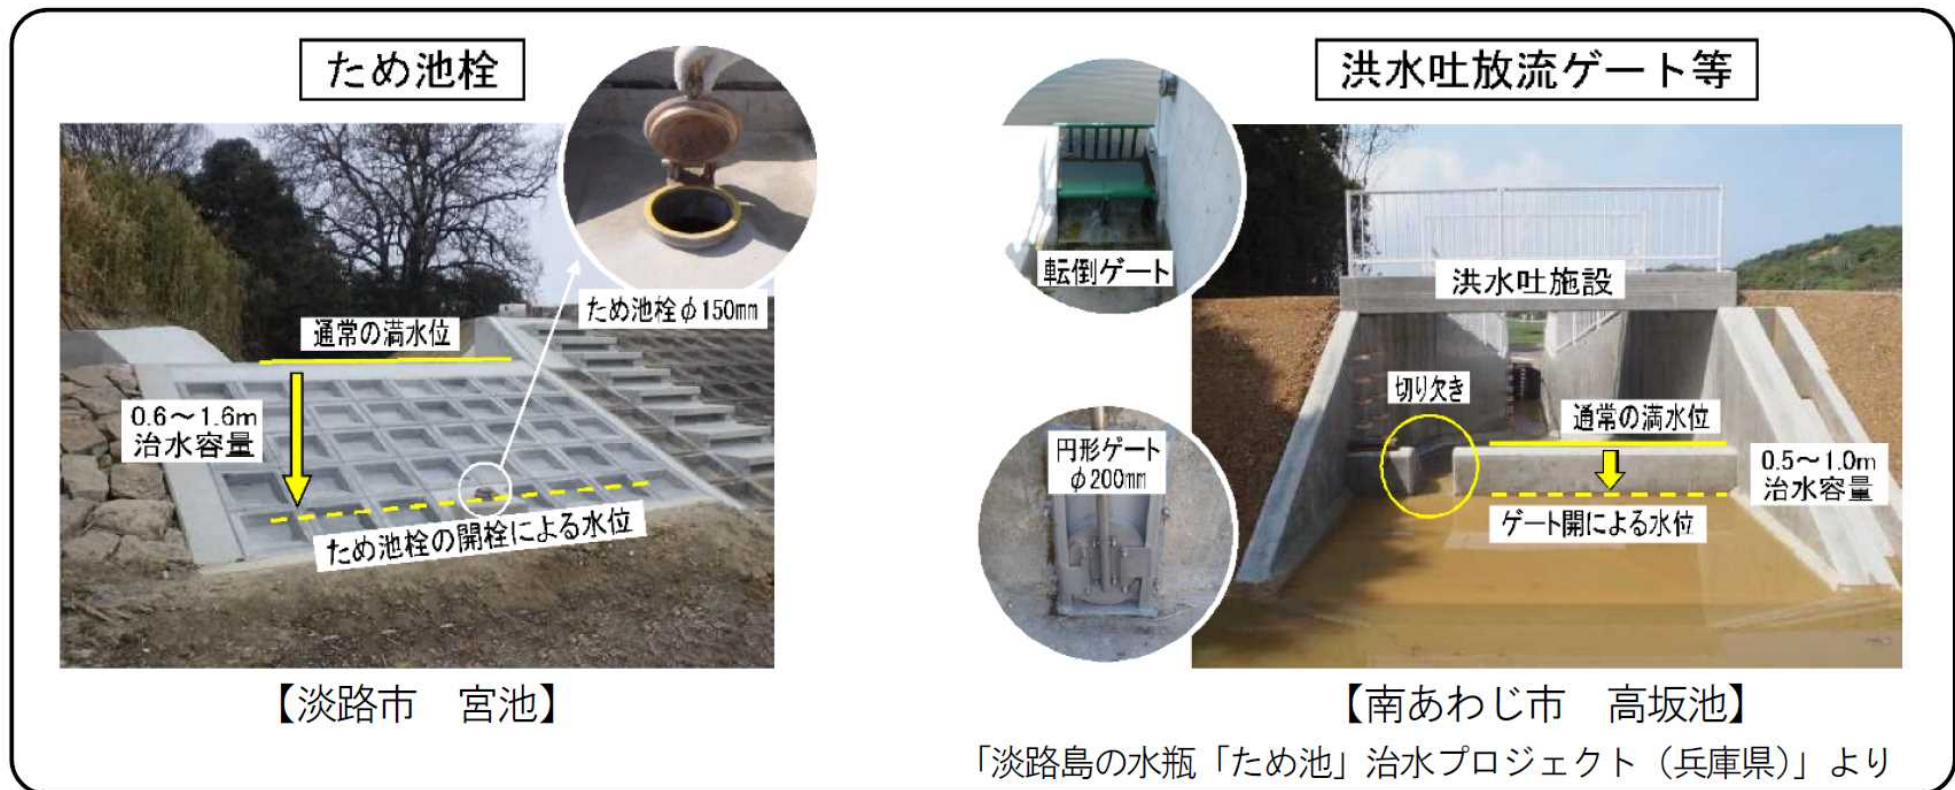 ため池栓
ため池栓φ150mm
通常の満水位
0.6～1.6m
治水容量
ため池栓の開栓による水位
【淡路市　宮池】
洪水吐放流ゲート等
転倒ゲート
洪水吐施設
円形ゲート
φ200mm
切り欠き
通常の満水位
0.5～1.0m
治水容量
ゲート開による水位
【南あわじ市　高坂池】
「淡路島の水瓶「ため池」治水プロジェクト（兵庫県）」より